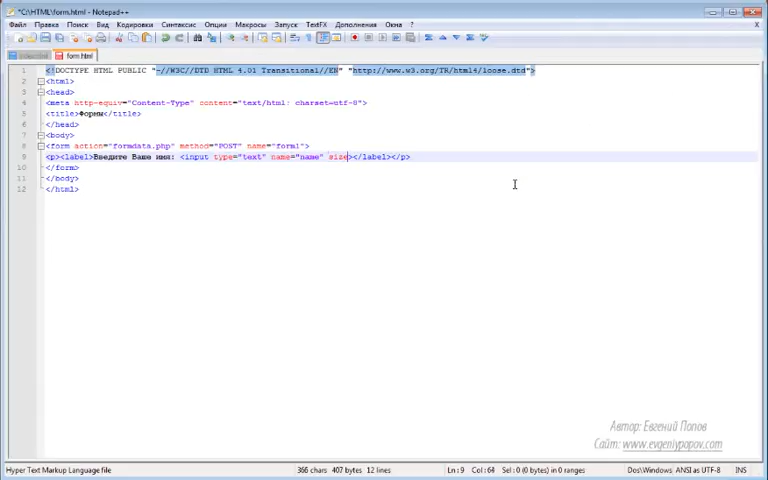 *C:\HTML\form.html - Notepad++
Файл Правка Поиск Вид Кодировки Синтаксис Опции Макросы Запуск TextFX Дополнения Окна ?
X
form.html
1 <!DOCTYPE HTML PUBLIC "-//W3C//DTD HTML 4.01 Transitional//EN" "http://www.w3.org/TR/html4/loose.dtd">
2 <html>
3 <head>
4 <meta http-equiv="Content-Type" content="text/html; charset=utf-8">
5 <title>Формы</title>
6 </head>
7 <body>
8 <form action="formdata.php" method="POST" name="form1">
9 <p><label>Введите Ваше имя: <input type="text" name="name" size></label></p>
10 </form>
11 </body>
12 </html>
Автор: Евгений Попов
Сайт: www.evgeniypopov.com
Hyper Text Markup Language file 366 chars 407 bytes 12 lines Ln:9 Col:64 Sel:0 (0 bytes) in 0 ranges Dos\Windows ANSI as UTF-8 INS